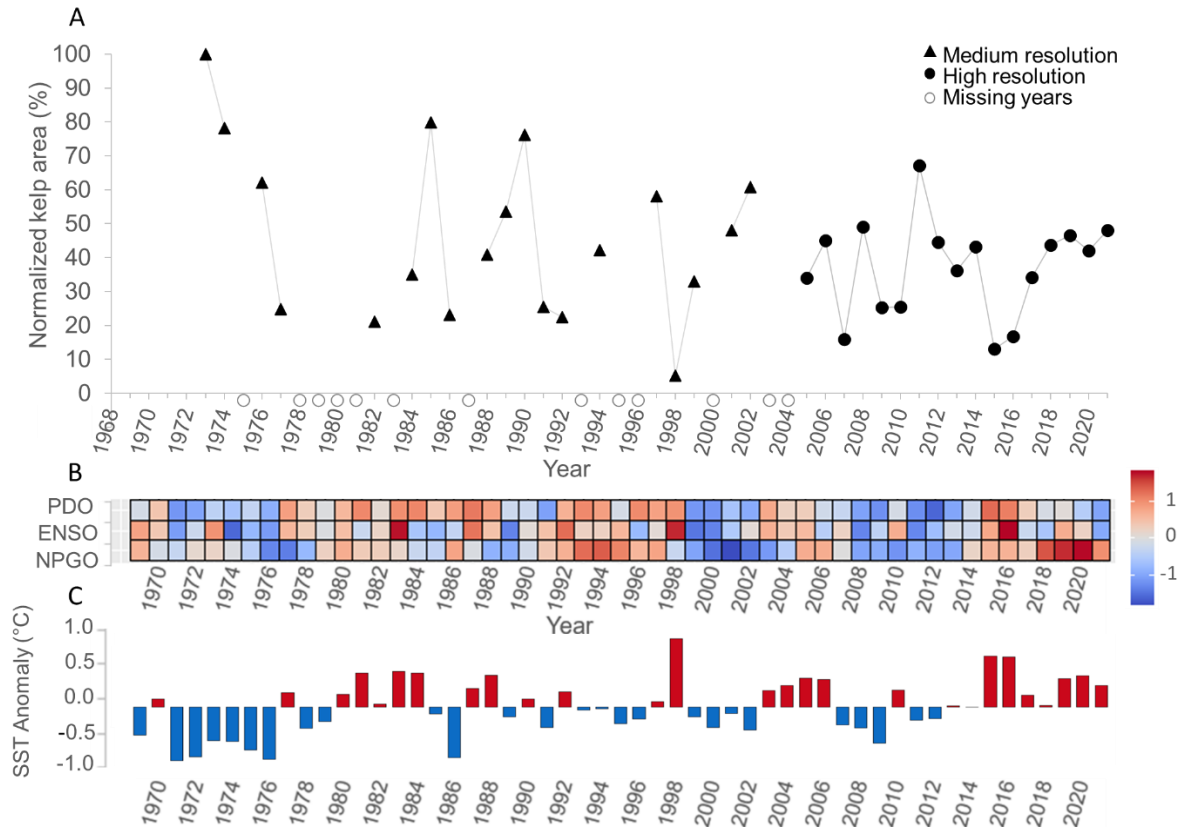 A
Normalized kelp area (%)
100
90
80
70
60
50
40
30
20
10
0
Medium resolution
High resolution
Missing years
1968 1970 1972 1974 1976 1978 1980 1982 1984 1986 1988 1990 1992 1994 1996 1998 2000 2002 2004 2006 2008 2010 2012 2014 2016 2018 2020
Year
B
PDO
ENSO
NPGO
1
0
-1
1970 1972 1974 1976 1978 1980 1982 1984 1986 1988 1990 1992 1994 1996 1998 2000 2002 2004 2006 2008 2010 2012 2014 2016 2018 2020
Year
C
SST Anomaly (°C)
1.0
0.5
0.0
-0.5
-1.0
1970 1972 1974 1976 1978 1980 1982 1984 1986 1988 1990 1992 1994 1996 1998 2000 2002 2004 2006 2008 2010 2012 2014 2016 2018 2020